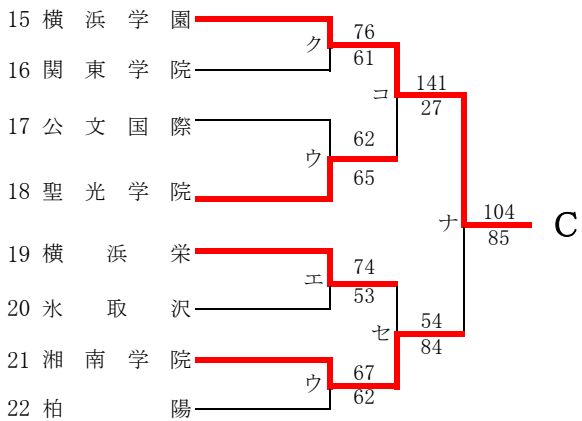 15 横浜学園
ク 76
61
16 関東学院
コ 141
27
17 公文国際
ウ 62
65
18 聖光学院
ナ 104
85
C
19 横浜栄
エ 74
53
20 氷取沢
セ 54
84
21 湘南学院
ウ 67
62
22 柏陽